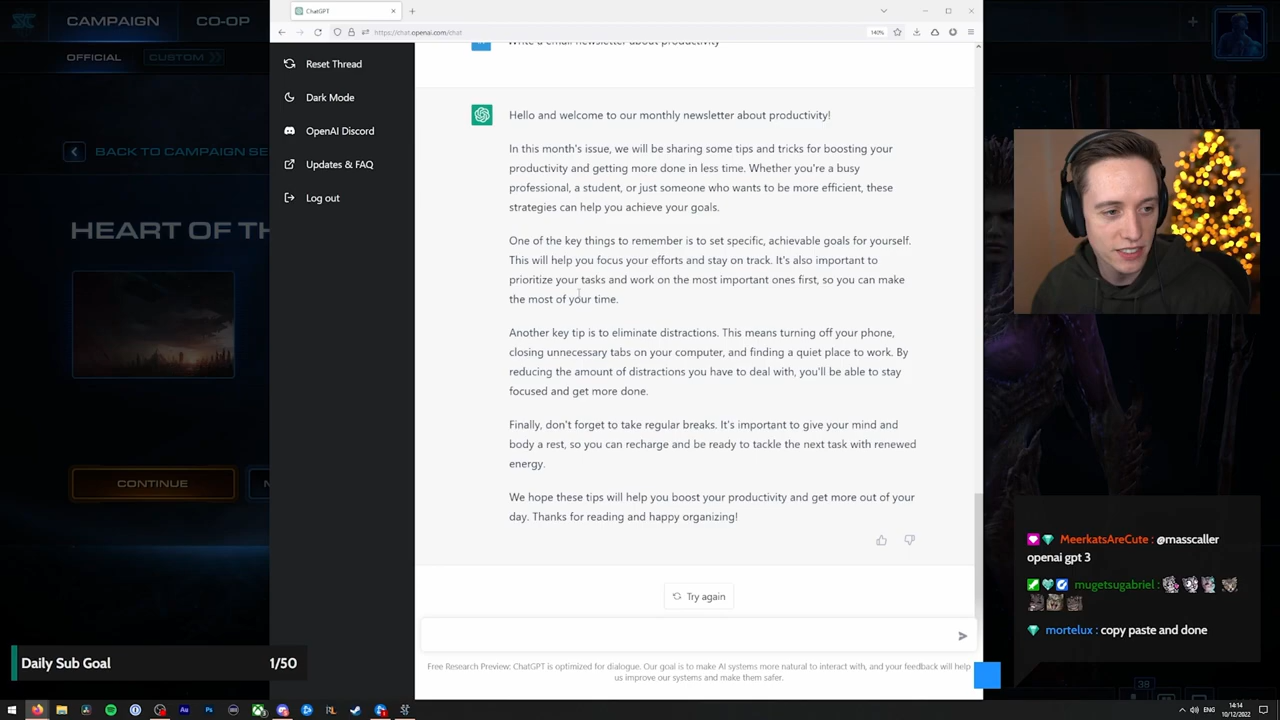 CAMPAIGN
CO-OP
OFFICIAL
CUSTOM
BACK TO CAMPAIGN SE
HEART OF TH
CONTINUE
Daily Sub Goal
1/50
ChatGPT
https://chat.openai.com/chat
140%
Reset Thread
Dark Mode
OpenAI Discord
Updates & FAQ
Log out
Write a email newsletter about productivity
Hello and welcome to our monthly newsletter about productivity!
In this month's issue, we will be sharing some tips and tricks for boosting your
productivity and getting more done in less time. Whether you're a busy
professional, a student, or just someone who wants to be more efficient, these
strategies can help you achieve your goals.
One of the key things to remember is to set specific, achievable goals for yourself.
This will help you focus your efforts and stay on track. It's also important to
prioritize your tasks and work on the most important ones first, so you can make
the most of your time.
Another key tip is to eliminate distractions. This means turning off your phone,
closing unnecessary tabs on your computer, and finding a quiet place to work. By
reducing the amount of distractions you have to deal with, you'll be able to stay
focused and get more done.
Finally, don't forget to take regular breaks. It's important to give your mind and
body a rest, so you can recharge and be ready to tackle the next task with renewed
energy.
We hope these tips will help you boost your productivity and get more out of your
day. Thanks for reading and happy organizing!
Try again
Free Research Preview: ChatGPT is optimized for dialogue. Our goal is to make AI systems more natural to interact with, and your feedback will help
us improve our systems and make them safer.
MeerkatsAreCute : @masscaller
openai gpt 3
mugetsugabriel :
mortelux : copy paste and done
38
ENG
14:14
10/12/2022